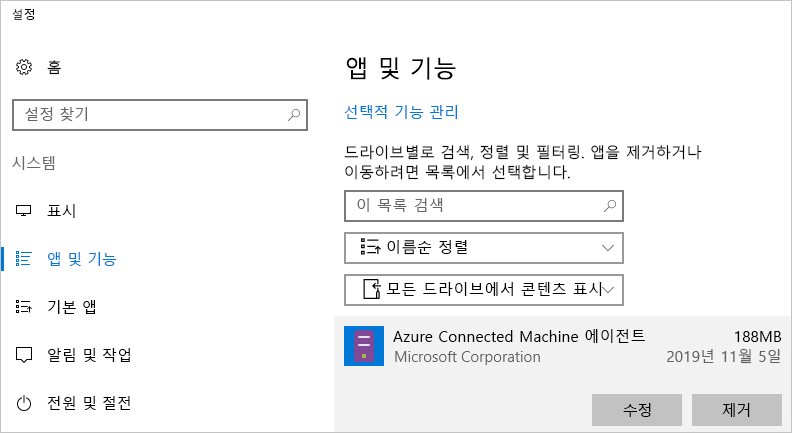 설정
홈
설정 찾기
시스템
표시
앱 및 기능
기본 앱
알림 및 작업
전원 및 절전
앱 및 기능
선택적 기능 관리
드라이브별로 검색, 정렬 및 필터링. 앱을 제거하거나
이동하려면 목록에서 선택합니다.
이 목록 검색
이름순 정렬
모든 드라이브에서 콘텐츠 표시
Azure Connected Machine 에이전트 188MB
Microsoft Corporation 2019년 11월 5일
수정 제거